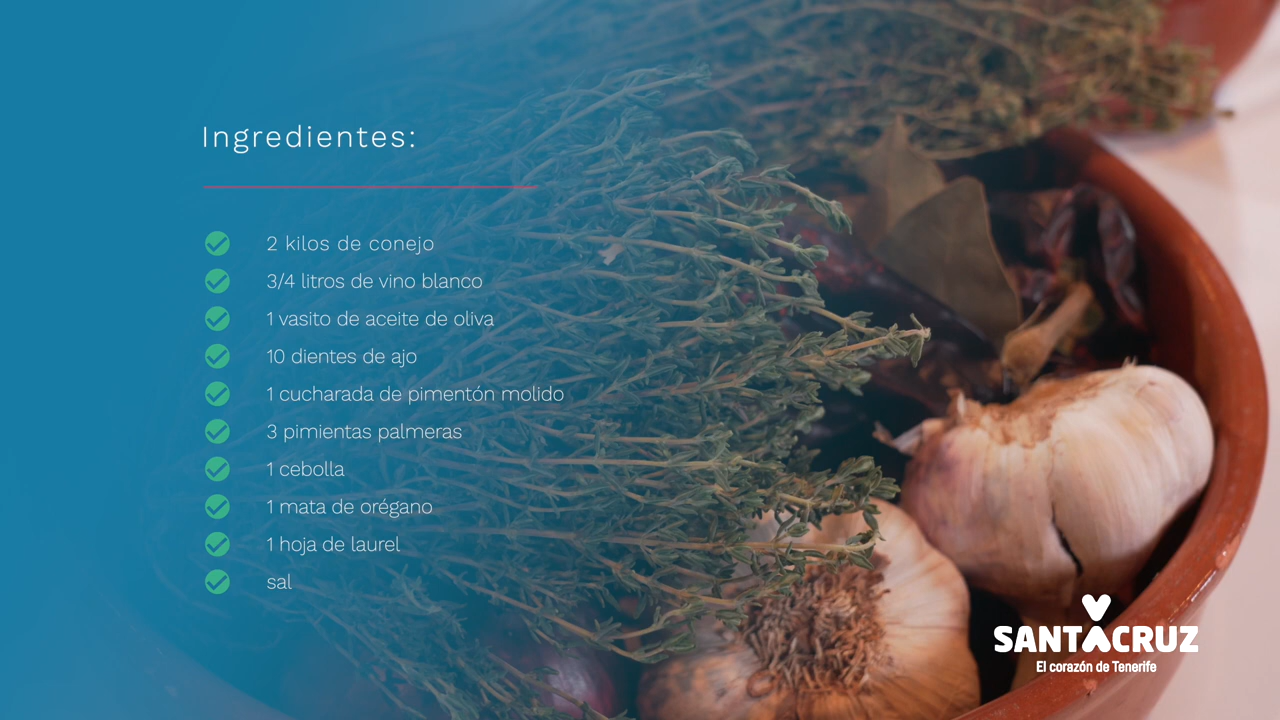 Ingredientes:
2 kilos de conejo
3/4 litros de vino blanco
1 vasito de aceite de oliva
10 dientes de ajo
1 cucharada de pimentón molido
3 pimientas palmeras
1 cebolla
1 mata de orégano
1 hoja de laurel
sal
SANTACRUZ
El corazón de Tenerife